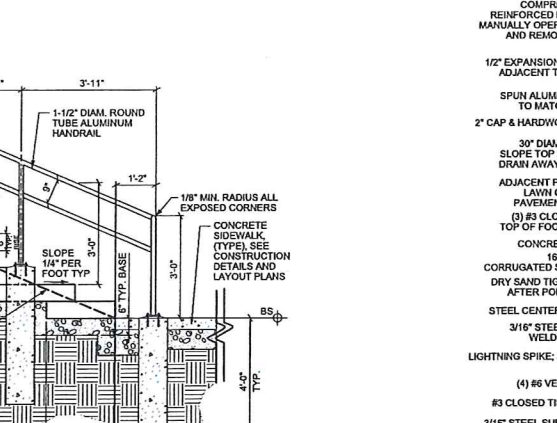 3'-11"
1-1/2" DIAM. ROUND
TUBE ALUMINUM
HANDRAIL
9"
1'-2"
1/8" MIN. RADIUS ALL
EXPOSED CORNERS
CONCRETE
SIDEWALK,
(TYPE), SEE
CONSTRUCTION
DETAILS AND
LAYOUT PLANS
3'-0"
3'-0"
SLOPE
1/4" PER
FOOT TYP
6" TYP. BASE
BS
4'-0"
TYP.
COMPR
REINFORCED
MANUALLY OPER
AND REMO
1/2" EXPANSION
ADJACENT T
SPUN ALUM
TO MAT
2" CAP & HARDW
30" DIAM
SLOPE TOP
DRAIN AWAY
ADJACENT
LAWN
PAVEMEN
(3) #3 CLO
TOP OF FOO
CONCRE
16
CORRUGATED
DRY SAND TIG
AFTER PO
STEEL CENTER
3/16" STEE
WELD
LIGHTNING SPIKE;
(4) #6 VE
#3 CLOSED TI
3/16" STEEL